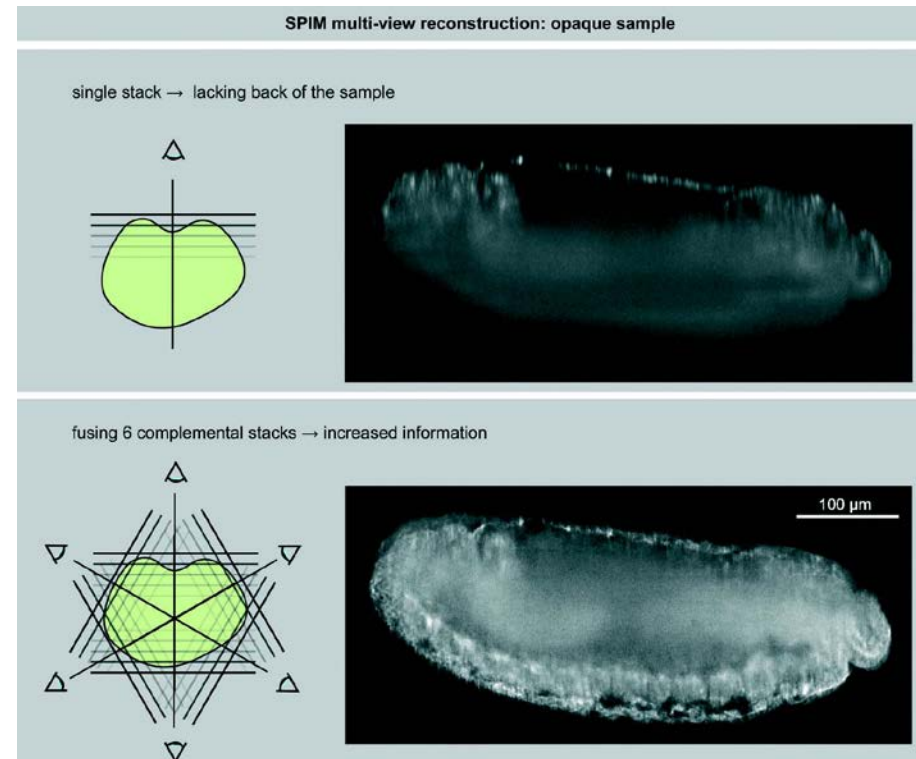 SPIM multi-view reconstruction: opaque sample
single stack → lacking back of the sample
fusing 6 complemental stacks → increased information
100 µm